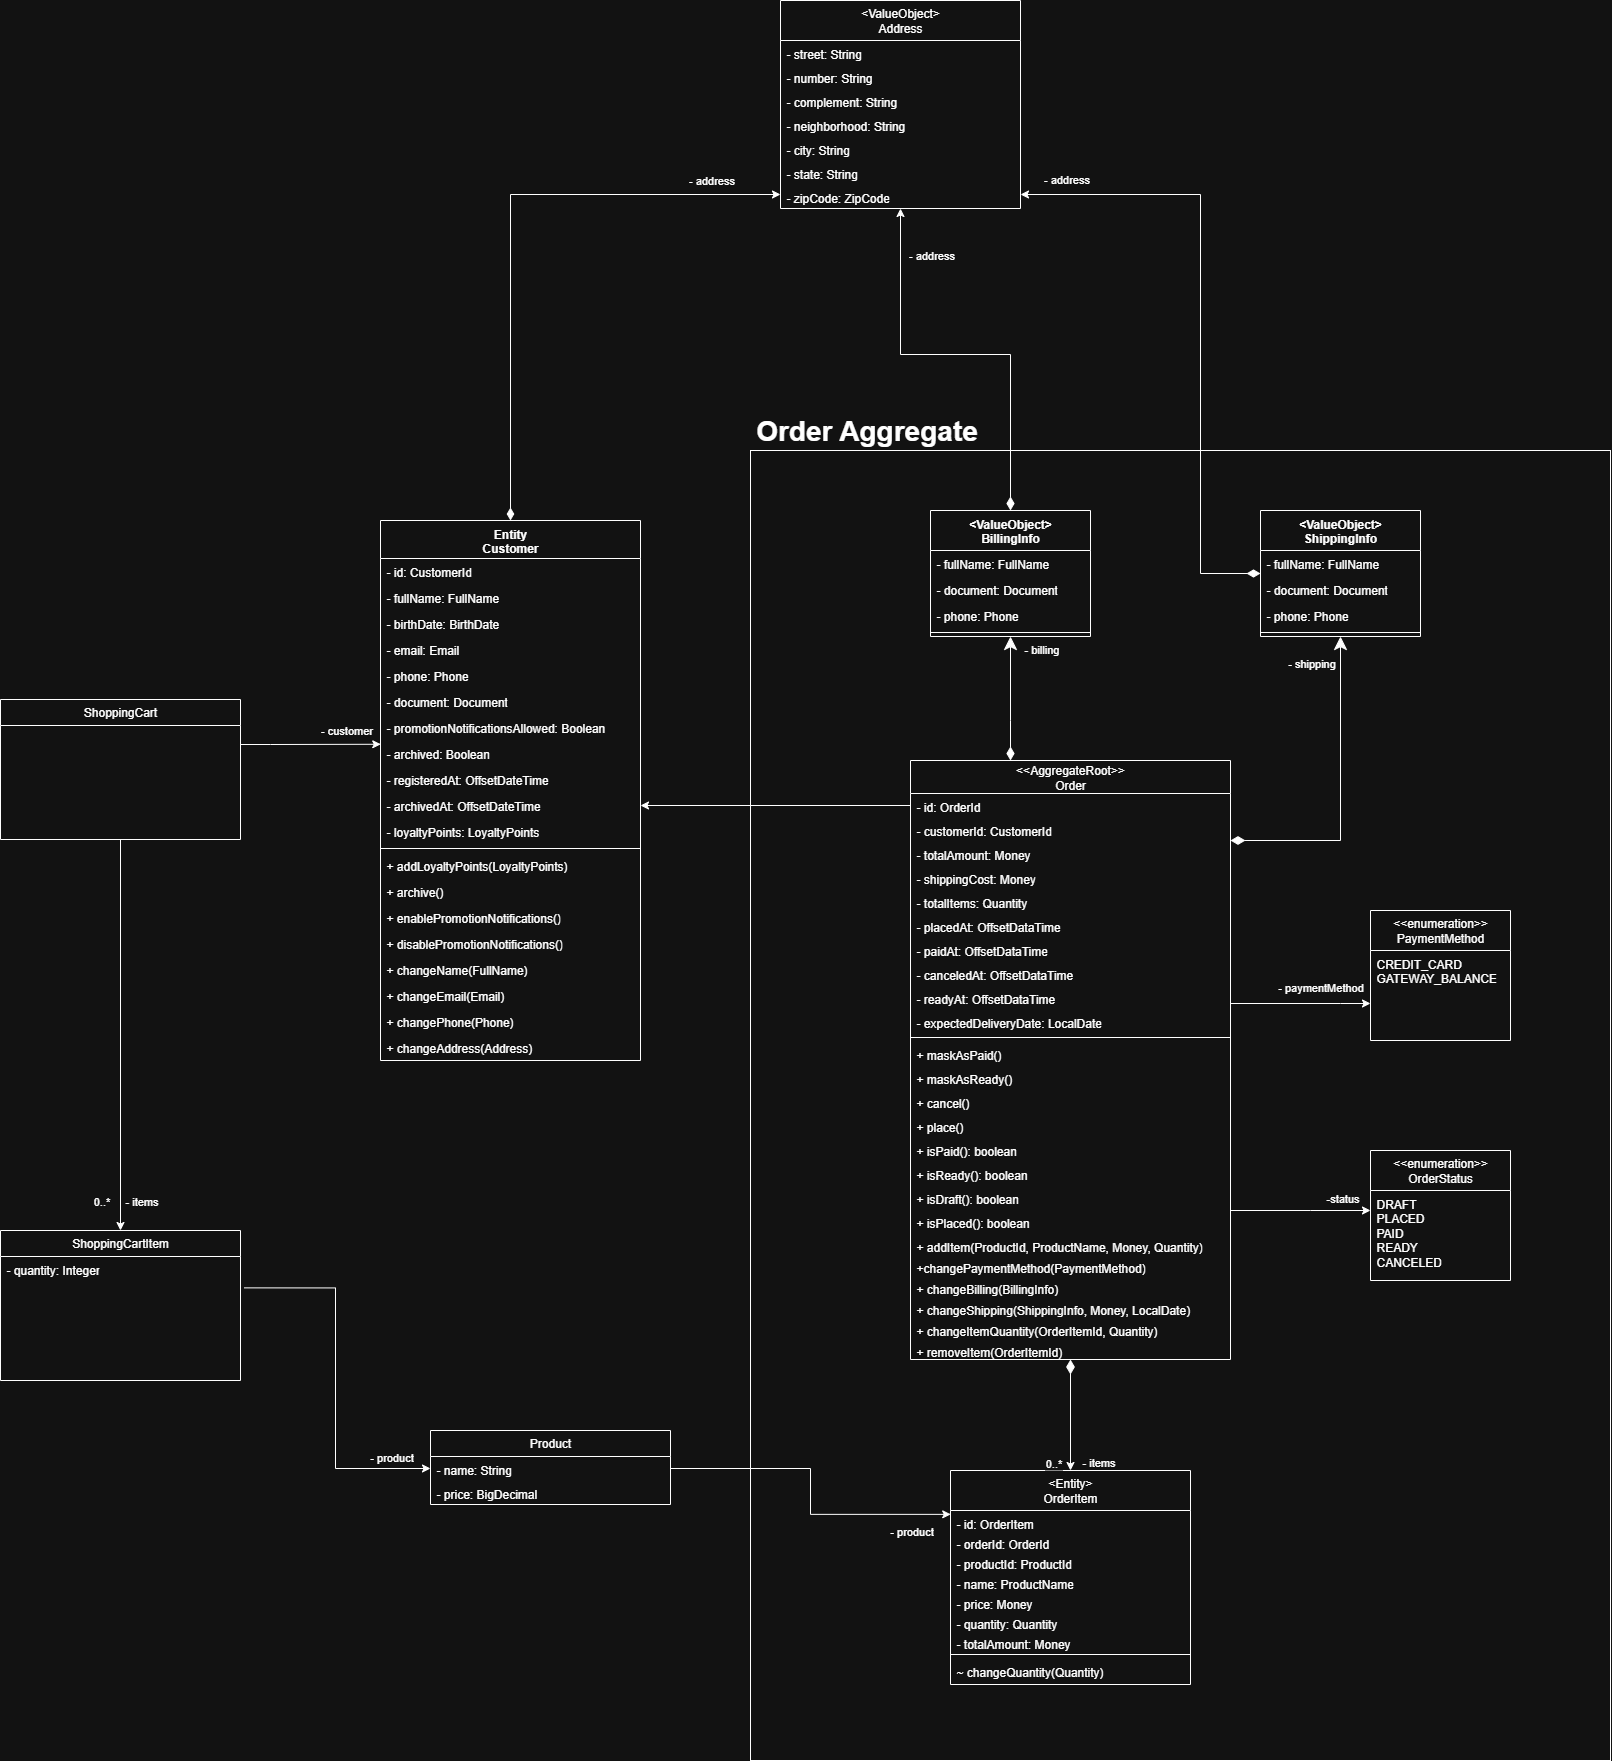 <ValueObject>
Address
- street: String
- number: String
- complement: String
- neighborhood: String
- city: String
- state: String
- zipCode: ZipCode
- address
- address
- address
Order Aggregate
Entity
Customer
- id: CustomerId
- fullName: FullName
- birthDate: BirthDate
- email: Email
- phone: Phone
- document: Document
- promotionNotificationsAllowed: Boolean
- archived: Boolean
- registeredAt: OffsetDateTime
- archivedAt: OffsetDateTime
- loyaltyPoints: LoyaltyPoints
+ addLoyaltyPoints(LoyaltyPoints)
+ archive()
+ enablePromotionNotifications()
+ disablePromotionNotifications()
+ changeName(FullName)
+ changeEmail(Email)
+ changePhone(Phone)
+ changeAddress(Address)
<ValueObject>
BillingInfo
- fullName: FullName
- document: Document
- phone: Phone
<ValueObject>
ShippingInfo
- fullName: FullName
- document: Document
- phone: Phone
- billing
- shipping
ShoppingCart
- customer
<<AggregateRoot>>
Order
- id: OrderId
- customerId: CustomerId
- totalAmount: Money
- shippingCost: Money
- totalItems: Quantity
- placedAt: OffsetDataTime
- paidAt: OffsetDataTime
- canceledAt: OffsetDataTime
- readyAt: OffsetDataTime
- expectedDeliveryDate: LocalDate
+ maskAsPaid()
+ maskAsReady()
+ cancel()
+ place()
+ isPaid(): boolean
+ isReady(): boolean
+ isDraft(): boolean
+ isPlaced(): boolean
+ addItem(ProductId, ProductName, Money, Quantity)
+changePaymentMethod(PaymentMethod)
+ changeBilling(BillingInfo)
+ changeShipping(ShippingInfo, Money, LocalDate)
+ changeItemQuantity(OrderItemId, Quantity)
+ removeItem(OrderItemId)
<<enumeration>>
PaymentMethod
CREDIT_CARD
GATEWAY_BALANCE
- paymentMethod
<<enumeration>>
OrderStatus
DRAFT
PLACED
PAID
READY
CANCELED
-status
0..* - items
ShoppingCartItem
- quantity: Integer
- product
Product
- name: String
- price: BigDecimal
- product
0..* - items
<Entity>
OrderItem
- id: OrderItem
- orderId: OrderId
- productId: ProductId
- name: ProductName
- price: Money
- quantity: Quantity
- totalAmount: Money
~ changeQuantity(Quantity)